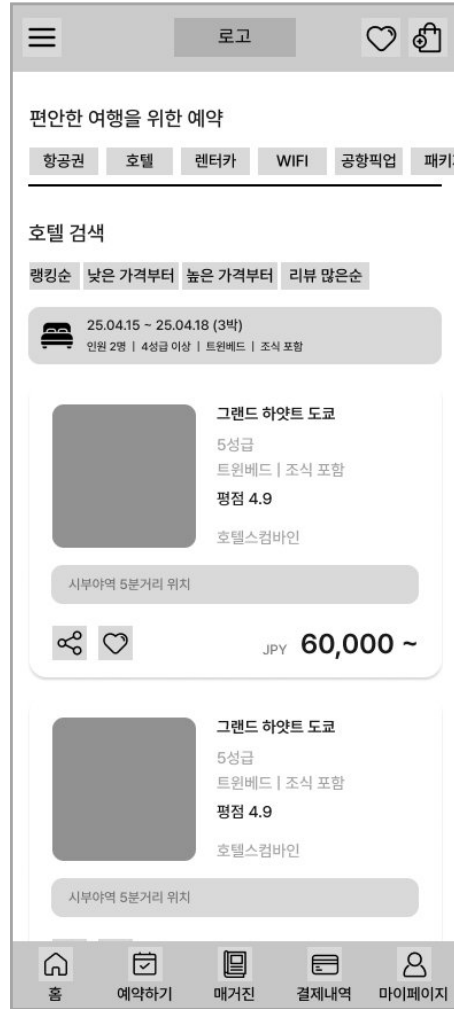 로고
편안한 여행을 위한 예약
항공권 호텔 렌터카 WIFI 공항픽업
호텔 검색
랭킹순 낮은 가격부터 높은 가격부터 리뷰 많은순
25.04.15 ~ 25.04.18 (3박)
인원 2명 | 4성급 이상 | 트윈베드 | 조식 포함
그랜드 하얏트 도쿄
5성급
트윈베드 | 조식 포함
평점 4.9
호텔스컴바인
시부야역 5분거리 위치
JPY 60,000 ~
그랜드 하얏트 도쿄
5성급
트윈베드 | 조식 포함
평점 4.9
호텔스컴바인
시부야역 5분거리 위치
홈 예약하기 매거진 결제내역 마이페이지